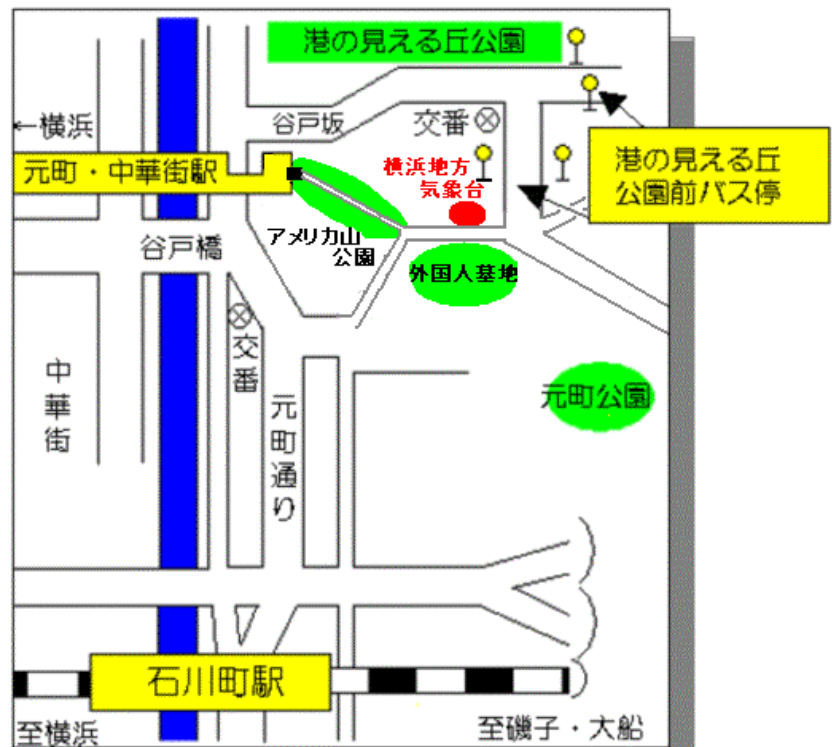 港の見える丘公園
←横浜
谷戸坂
交番
元町・中華街駅
横浜地方
気象台
港の見える丘
公園前バス停
谷戸橋
アメリカ山
公園
外国人墓地
交番
中華街
元町通り
元町公園
石川町駅
至横浜
至磯子・大船